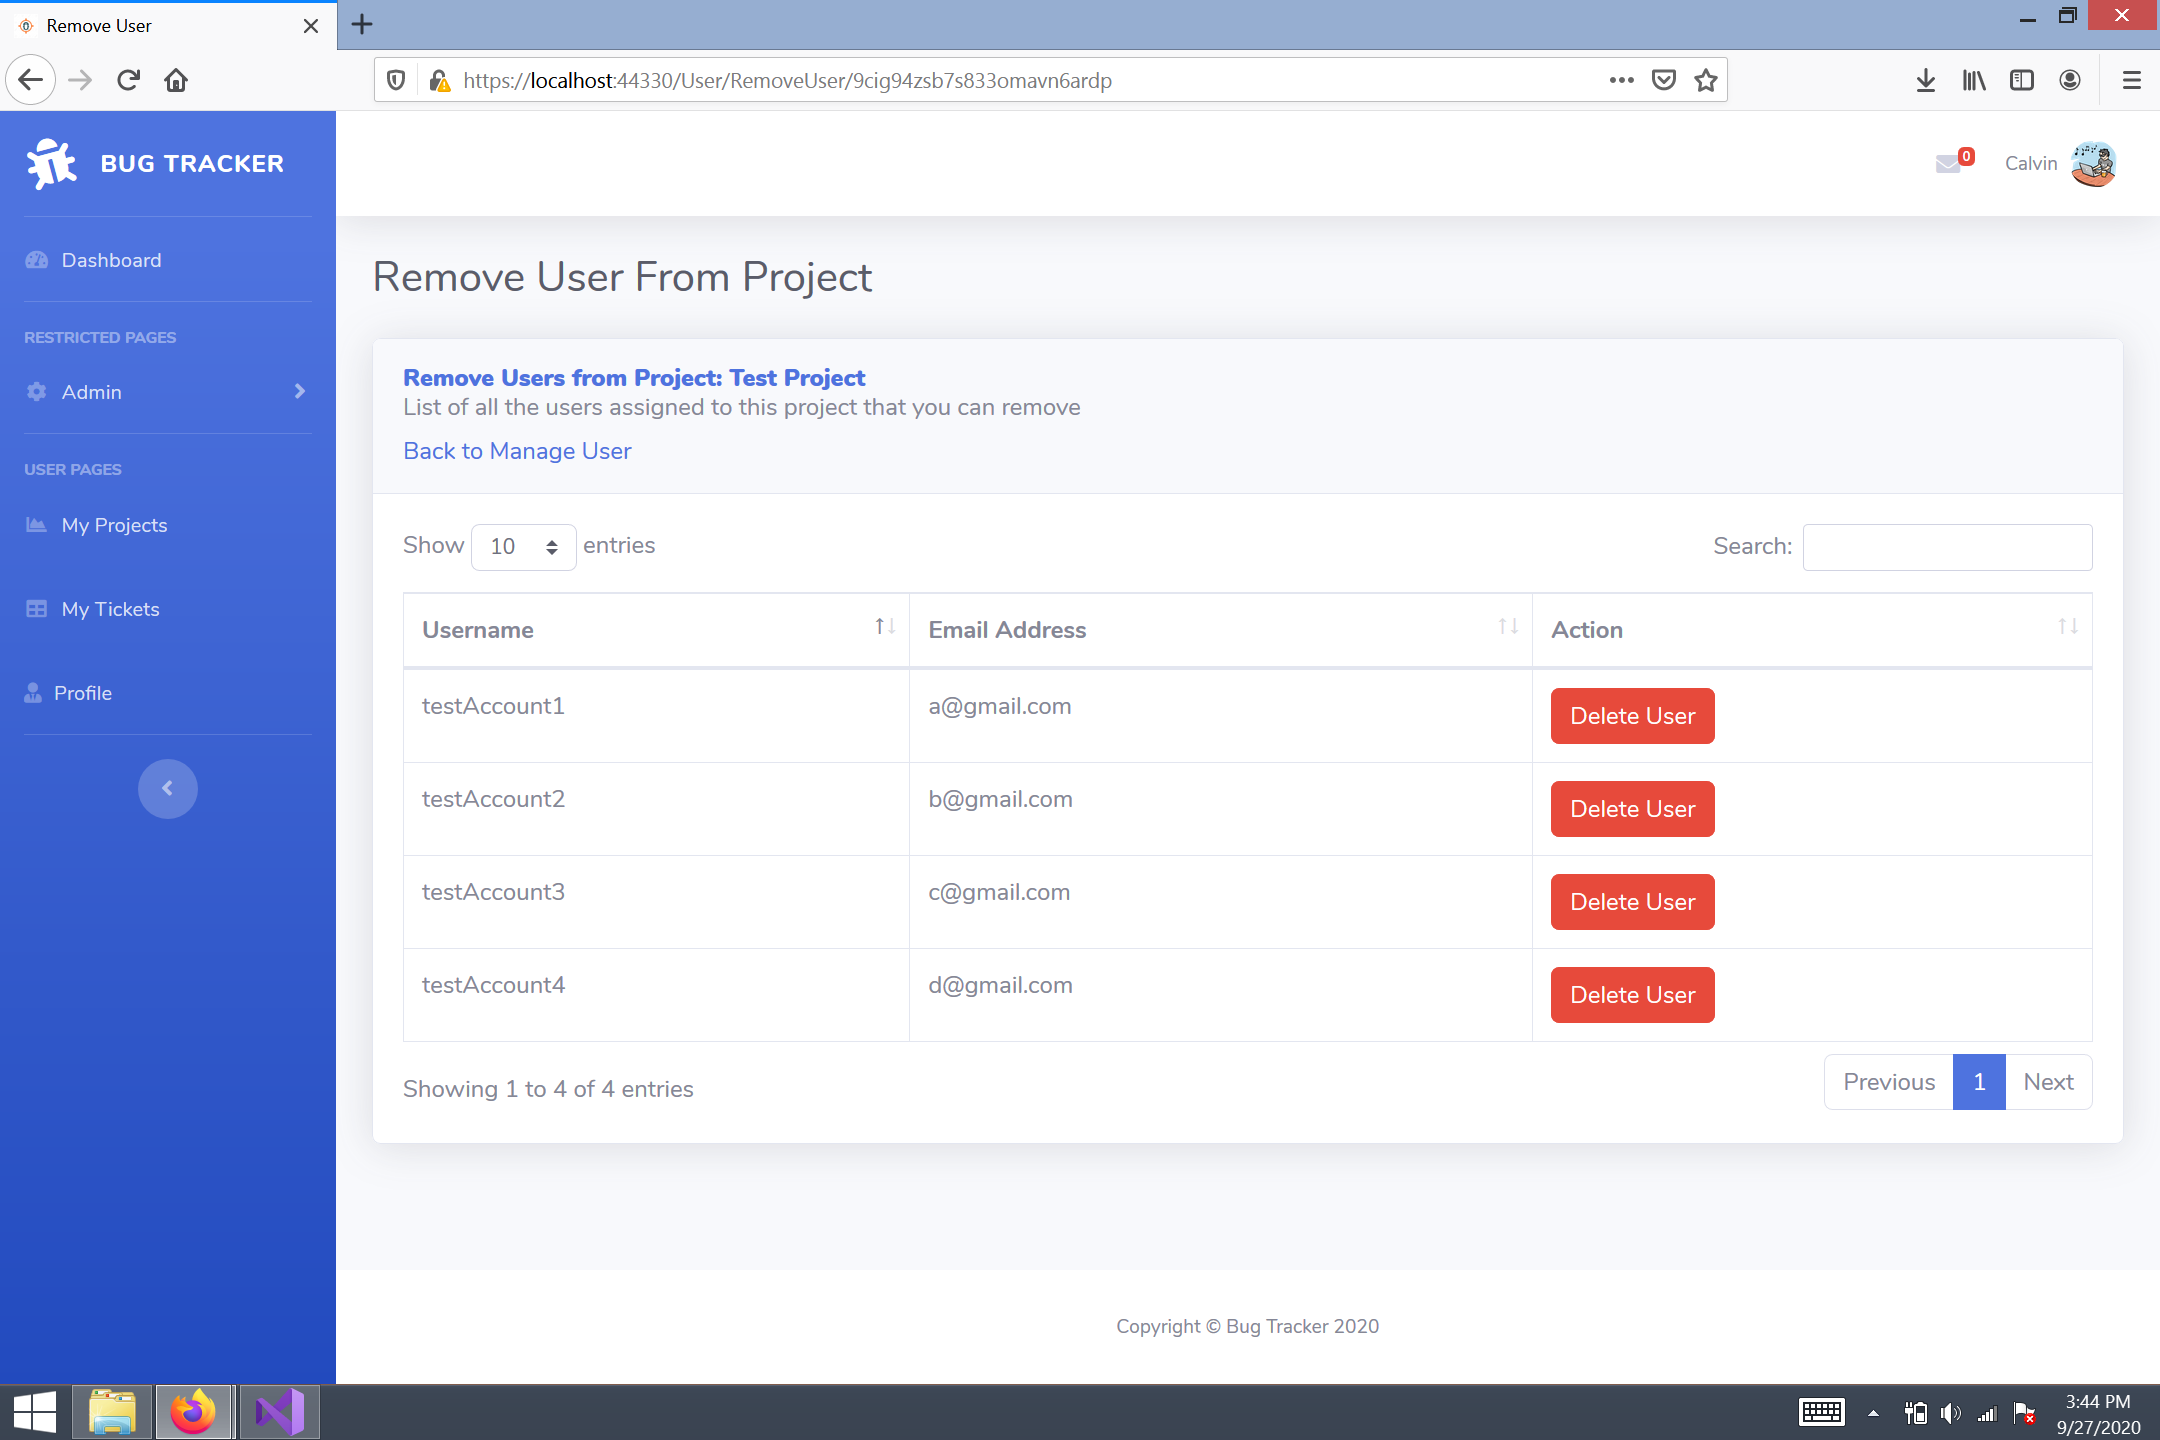 Remove User
https://localhost:44330/User/RemoveUser/9cig94zsb7s833omavn6ardp
BUG TRACKER
0
Calvin
Dashboard
RESTRICTED PAGES
Admin
USER PAGES
My Projects
My Tickets
Profile
Remove User From Project
Remove Users from Project: Test Project
List of all the users assigned to this project that you can remove
Back to Manage User
Show 10 entries
Search:
Username Email Address Action
testAccount1 a@gmail.com Delete User
testAccount2 b@gmail.com Delete User
testAccount3 c@gmail.com Delete User
testAccount4 d@gmail.com Delete User
Showing 1 to 4 of 4 entries
Previous 1 Next
Copyright © Bug Tracker 2020
3:44 PM
9/27/2020